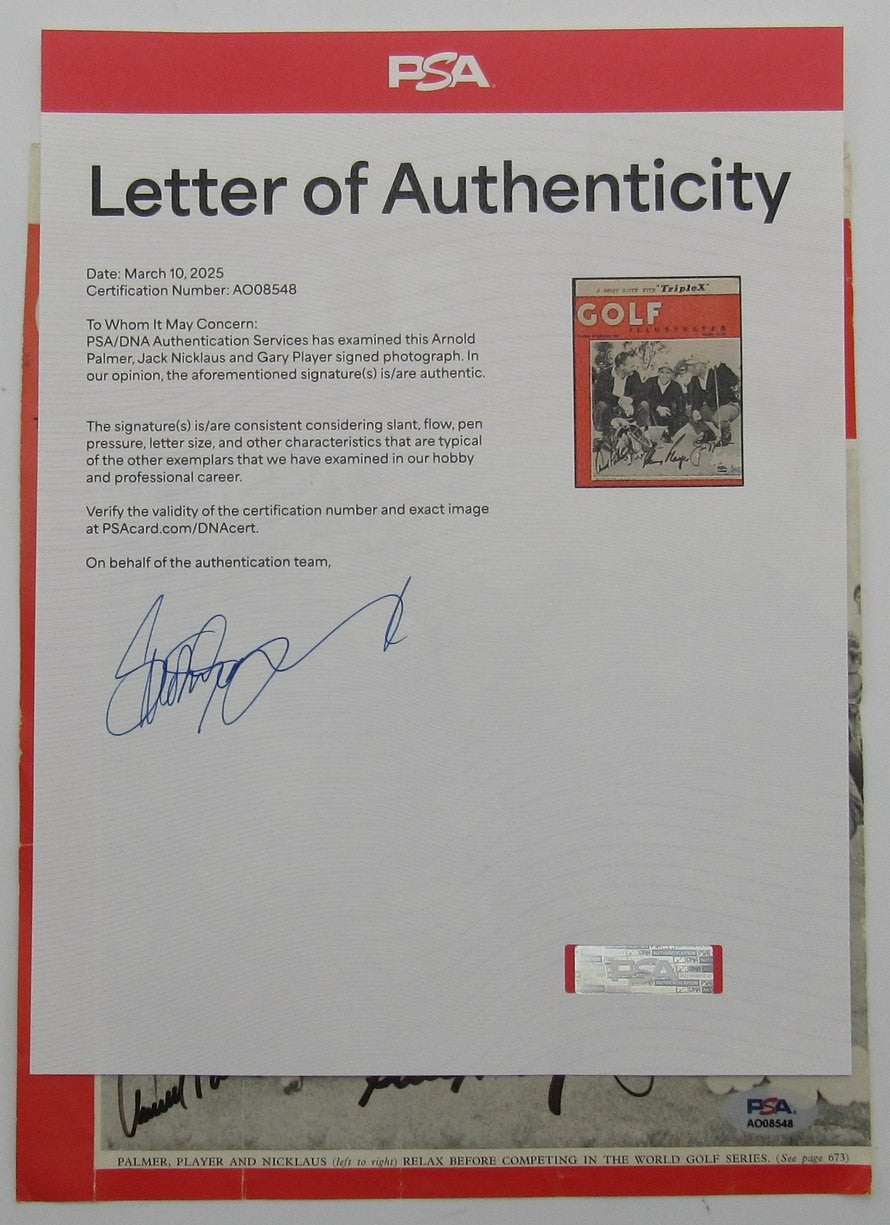 PSA
Letter of Authenticity
Date: March 10, 2025
Certification Number: AO08548
To Whom It May Concern:
PSA/DNA Authentication Services has examined this Arnold
Palmer, Jack Nicklaus and Gary Player signed photograph. In
our opinion, the aforementioned signature(s) is/are authentic.
The signature(s) is/are consistent considering slant, flow, pen
pressure, letter size, and other characteristics that are typical
of the other exemplars that we have examined in our hobby
and professional career.
Verify the validity of the certification number and exact image
at PSAcard.com/DNAcert.
On behalf of the authentication team,
"TripleX"
GOLF
ILLUSTRATED
PSA
PSA
AO08548
PALMER, PLAYER AND NICKLAUS (left to right) RELAX BEFORE COMPETING IN THE WORLD GOLF SERIES. (See page 673)